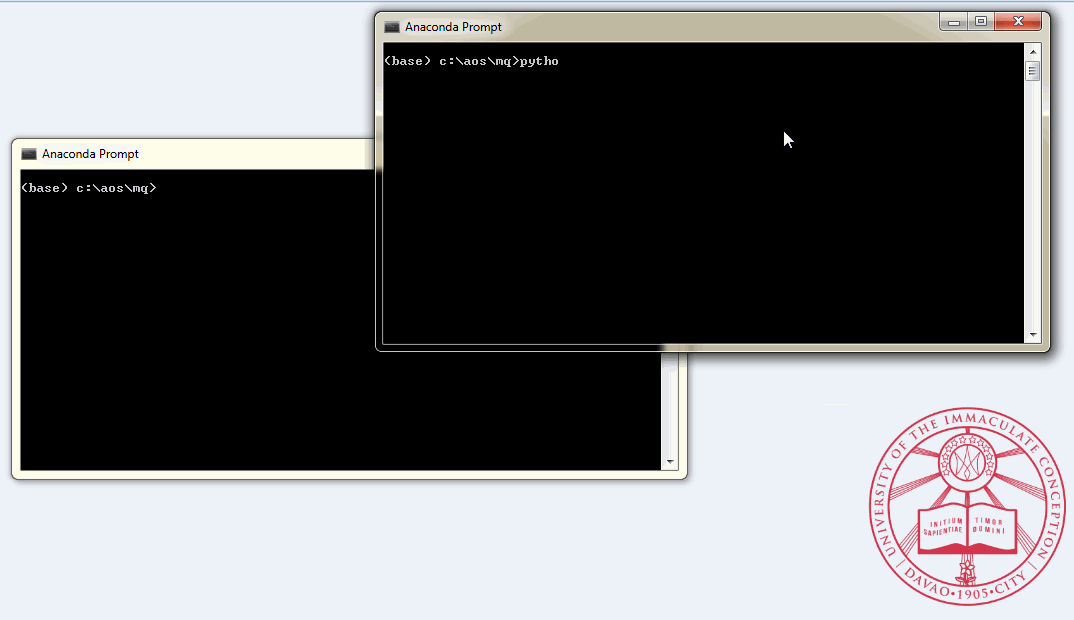 Anaconda Prompt
(base) c:\aos\mq>pytho
Anaconda Prompt
(base) c:\aos\mq>
UNIVERSITY OF THE IMMACULATE CONCEPTION
INITIUM TIMOR
SAPIENTIAE DOMINI
DAVAO•1905•CITY